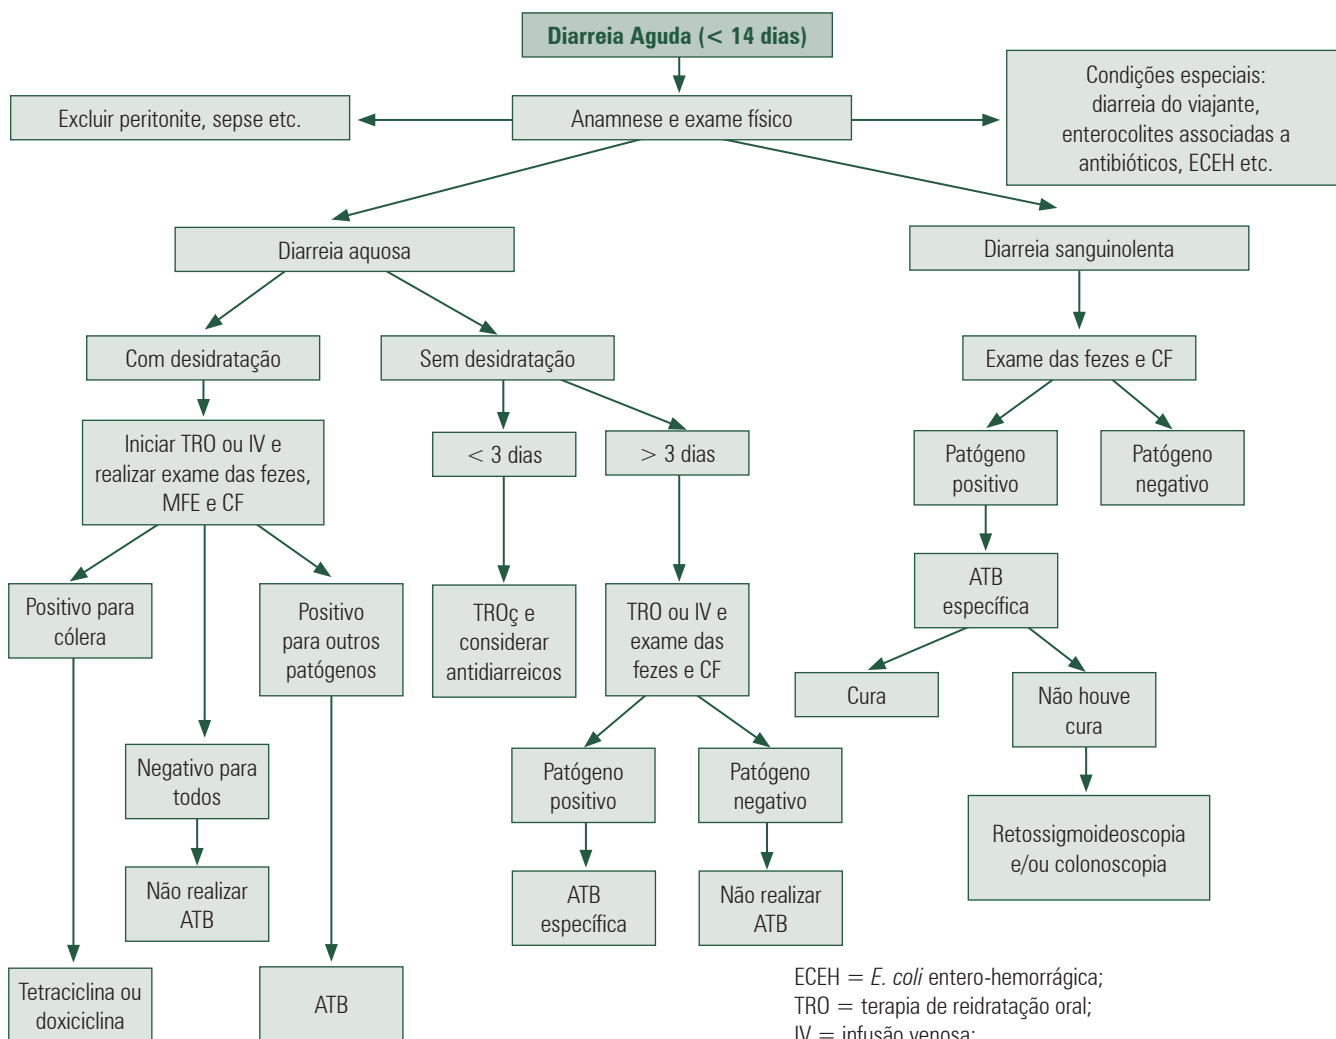 Diarreia Aguda (< 14 dias)
Excluir peritonite, sepse etc.
Anamnese e exame físico
Condições especiais:
diarreia do viajante,
enterocolites associadas a
antibióticos, ECEH etc.
Diarreia aquosa
Diarreia sanguinolenta
Com desidratação
Sem desidratação
Exame das fezes e CF
Iniciar TRO ou IV e
realizar exame das fezes,
MFE e CF
< 3 dias
> 3 dias
Patógeno
positivo
Patógeno
negativo
Positivo para
cólera
Positivo
para outros
patógenos
TROç e
considerar
antidiarreicos
TRO ou IV e
exame das
fezes e CF
ATB
específica
Cura
Não houve
cura
Negativo para
todos
Patógeno
positivo
Patógeno
negativo
Retossigmoideoscopia
e/ou colonoscopia
Não realizar
ATB
ATB
específica
Não realizar
ATB
Tetraciclina ou
doxiciclina
ATB
ECEH = E. coli entero-hemorrágica;
TRO = terapia de reidratação oral;
IV = infusão venosa;